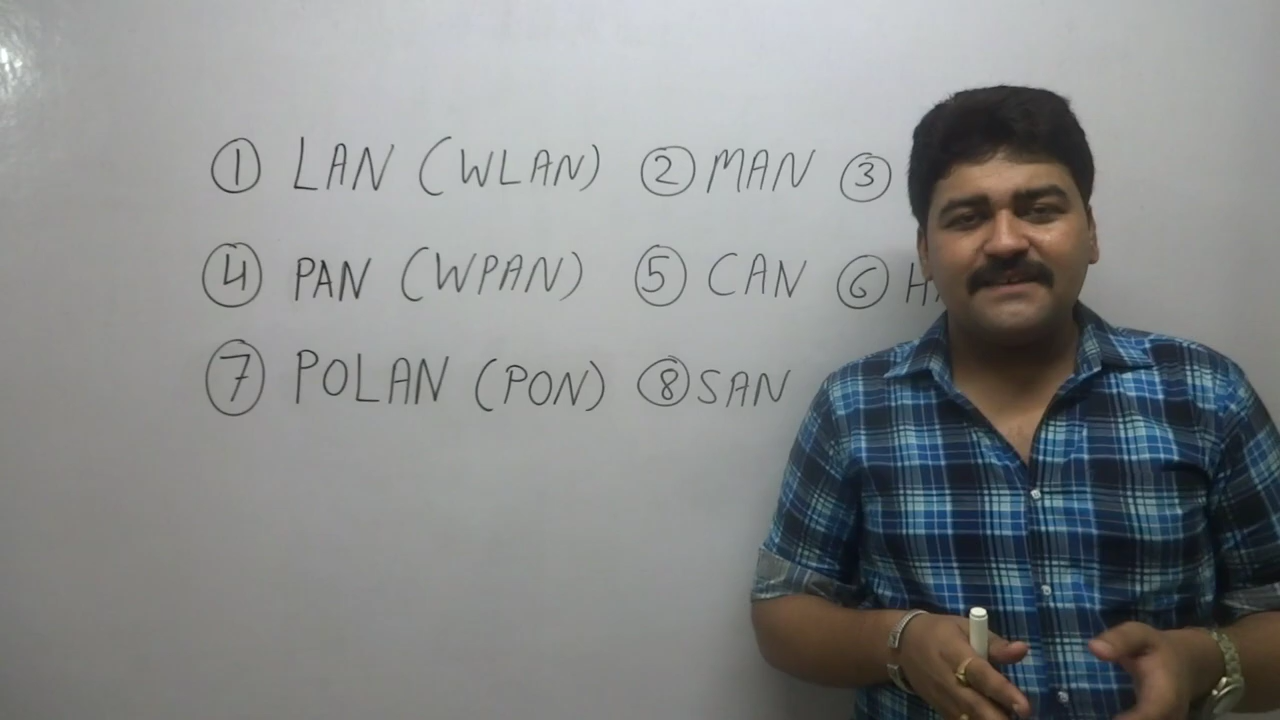 ① LAN (WLAN) ② MAN ③
④ PAN (WPAN) ⑤ CAN ⑥
⑦ POLAN (PON) ⑧ SAN